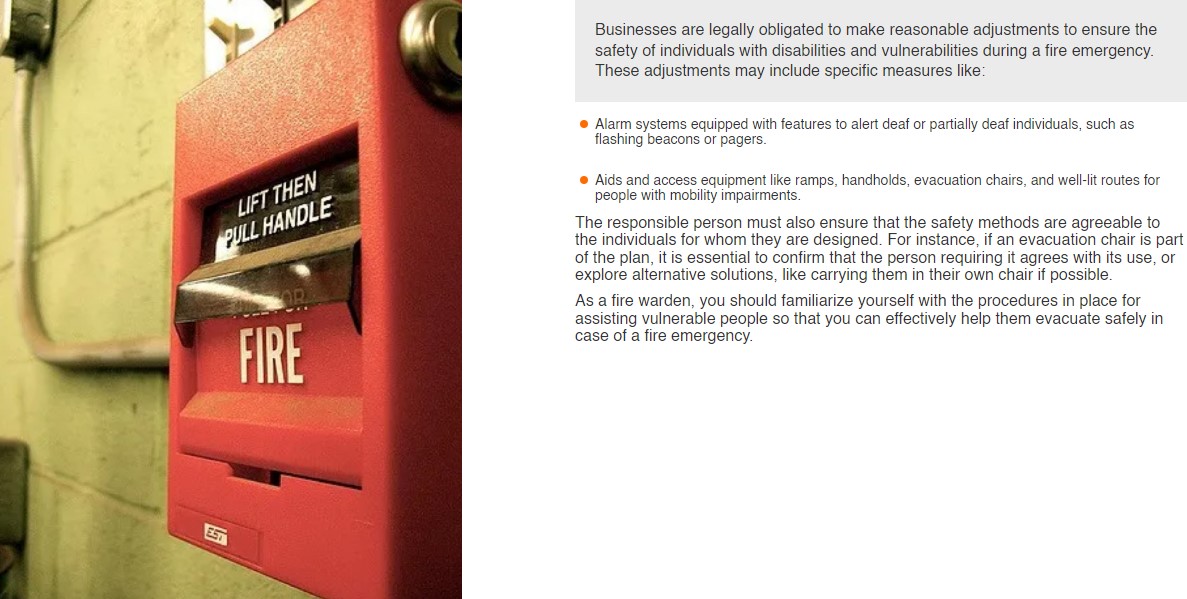 LIFT THEN
PULL HANDLE
FIRE
EST
Businesses are legally obligated to make reasonable adjustments to ensure the
safety of individuals with disabilities and vulnerabilities during a fire emergency.
These adjustments may include specific measures like:
Alarm systems equipped with features to alert deaf or partially deaf individuals, such as
flashing beacons or pagers.
Aids and access equipment like ramps, handholds, evacuation chairs, and well-lit routes for
people with mobility impairments.
The responsible person must also ensure that the safety methods are agreeable to
the individuals for whom they are designed. For instance, if an evacuation chair is part
of the plan, it is essential to confirm that the person requiring it agrees with its use, or
explore alternative solutions, like carrying them in their own chair if possible.
As a fire warden, you should familiarize yourself with the procedures in place for
assisting vulnerable people so that you can effectively help them evacuate safely in
case of a fire emergency.